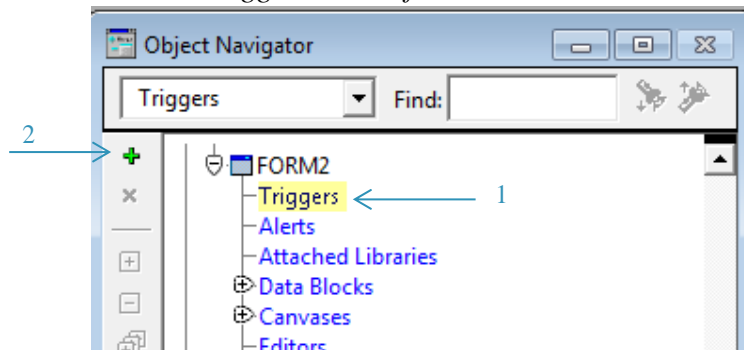 Object Navigator
Triggers Find:
2
FORM2
Triggers 1
Alerts
Attached Libraries
Data Blocks
Canvases
Editors